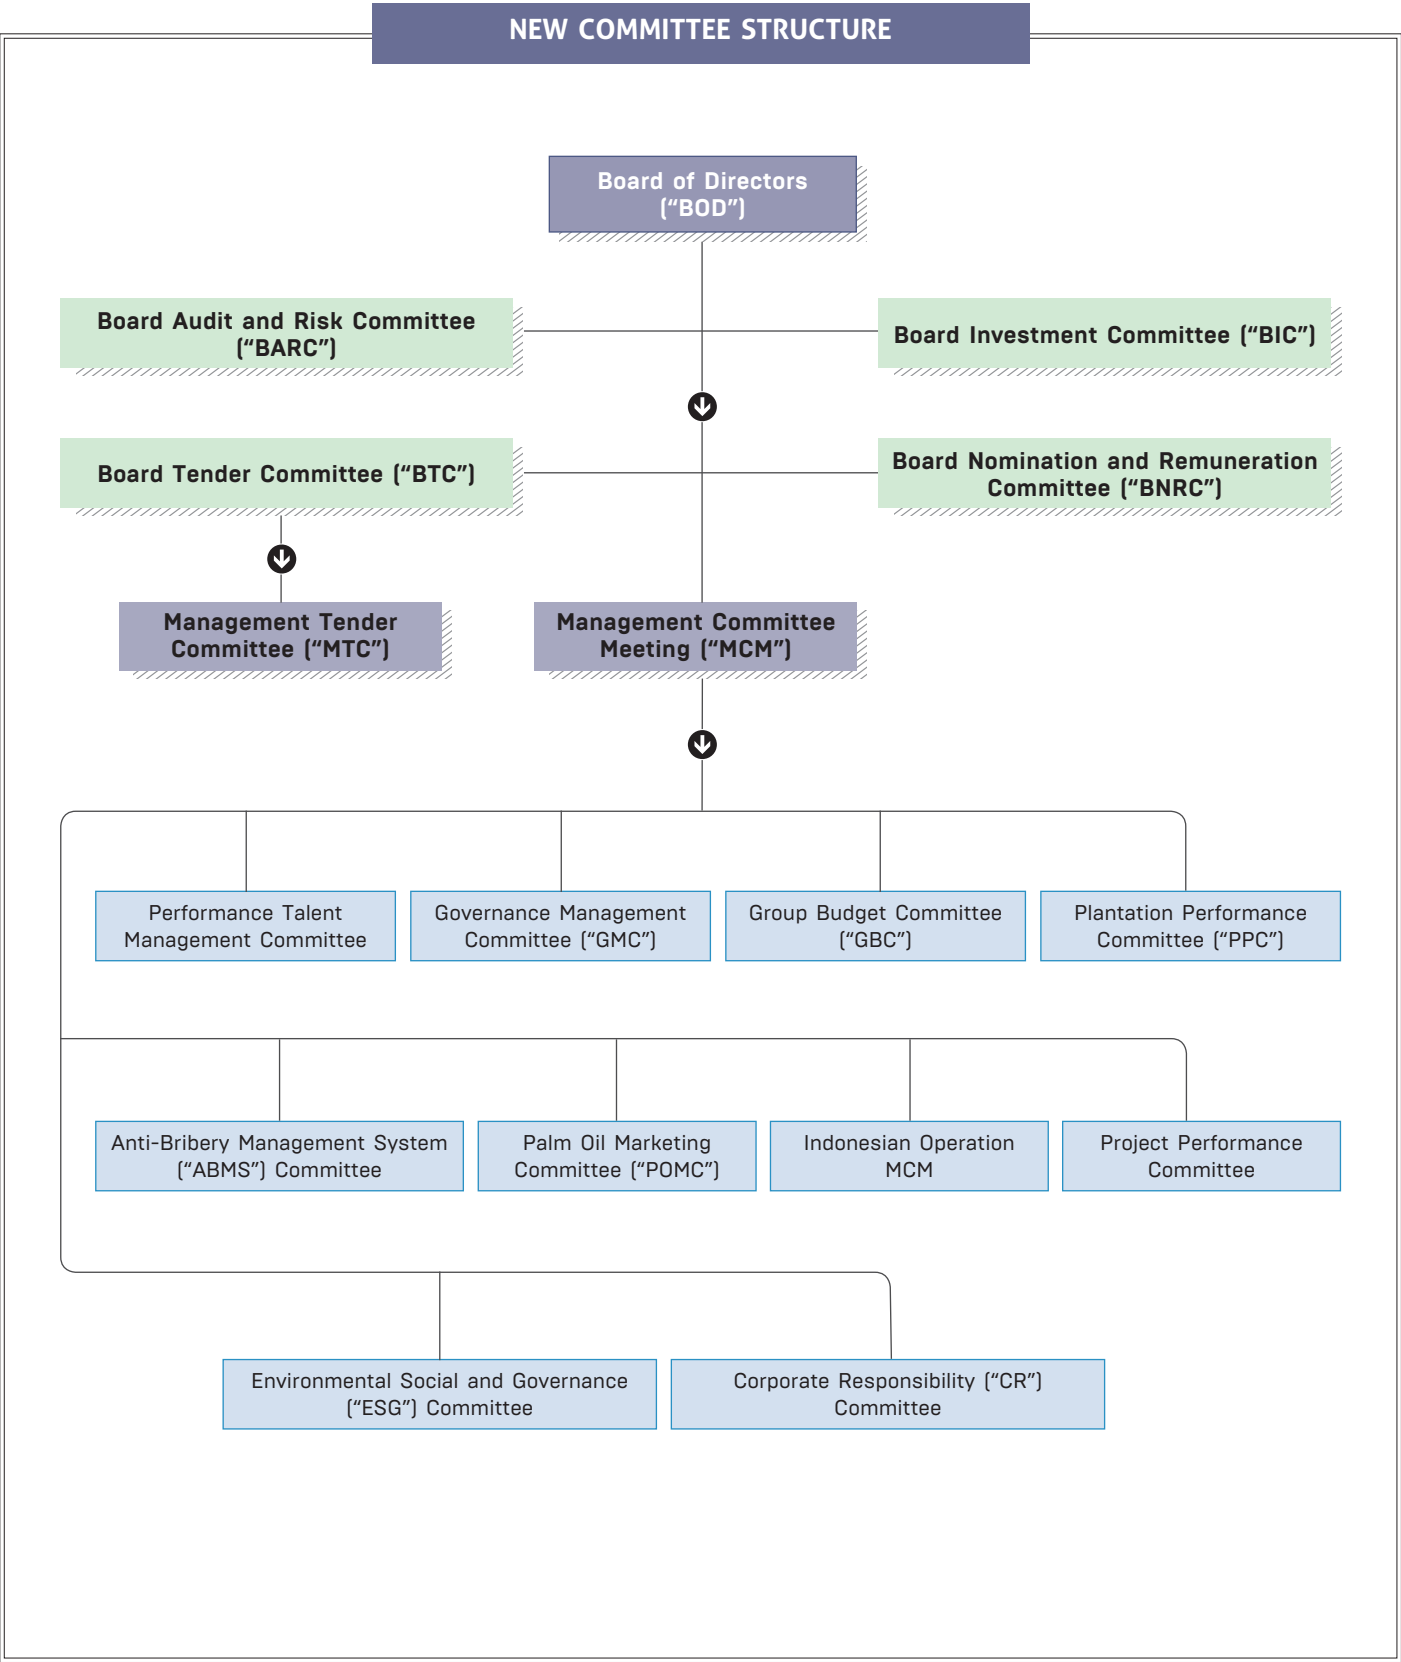 NEW COMMITTEE STRUCTURE
Board of Directors
(“BOD”)
Board Audit and Risk Committee
(“BARC”)
Board Investment Committee (“BIC”)
Board Tender Committee (“BTC”)
Board Nomination and Remuneration
Committee (“BNRC”)
Management Tender
Committee (“MTC”)
Management Committee
Meeting (“MCM”)
Performance Talent
Management Committee
Governance Management
Committee (“GMC”)
Group Budget Committee
(“GBC”)
Plantation Performance
Committee (“PPC”)
Anti-Bribery Management System
(“ABMS”) Committee
Palm Oil Marketing
Committee (“POMC”)
Indonesian Operation
MCM
Project Performance
Committee
Environmental Social and Governance
(“ESG”) Committee
Corporate Responsibility (“CR”)
Committee